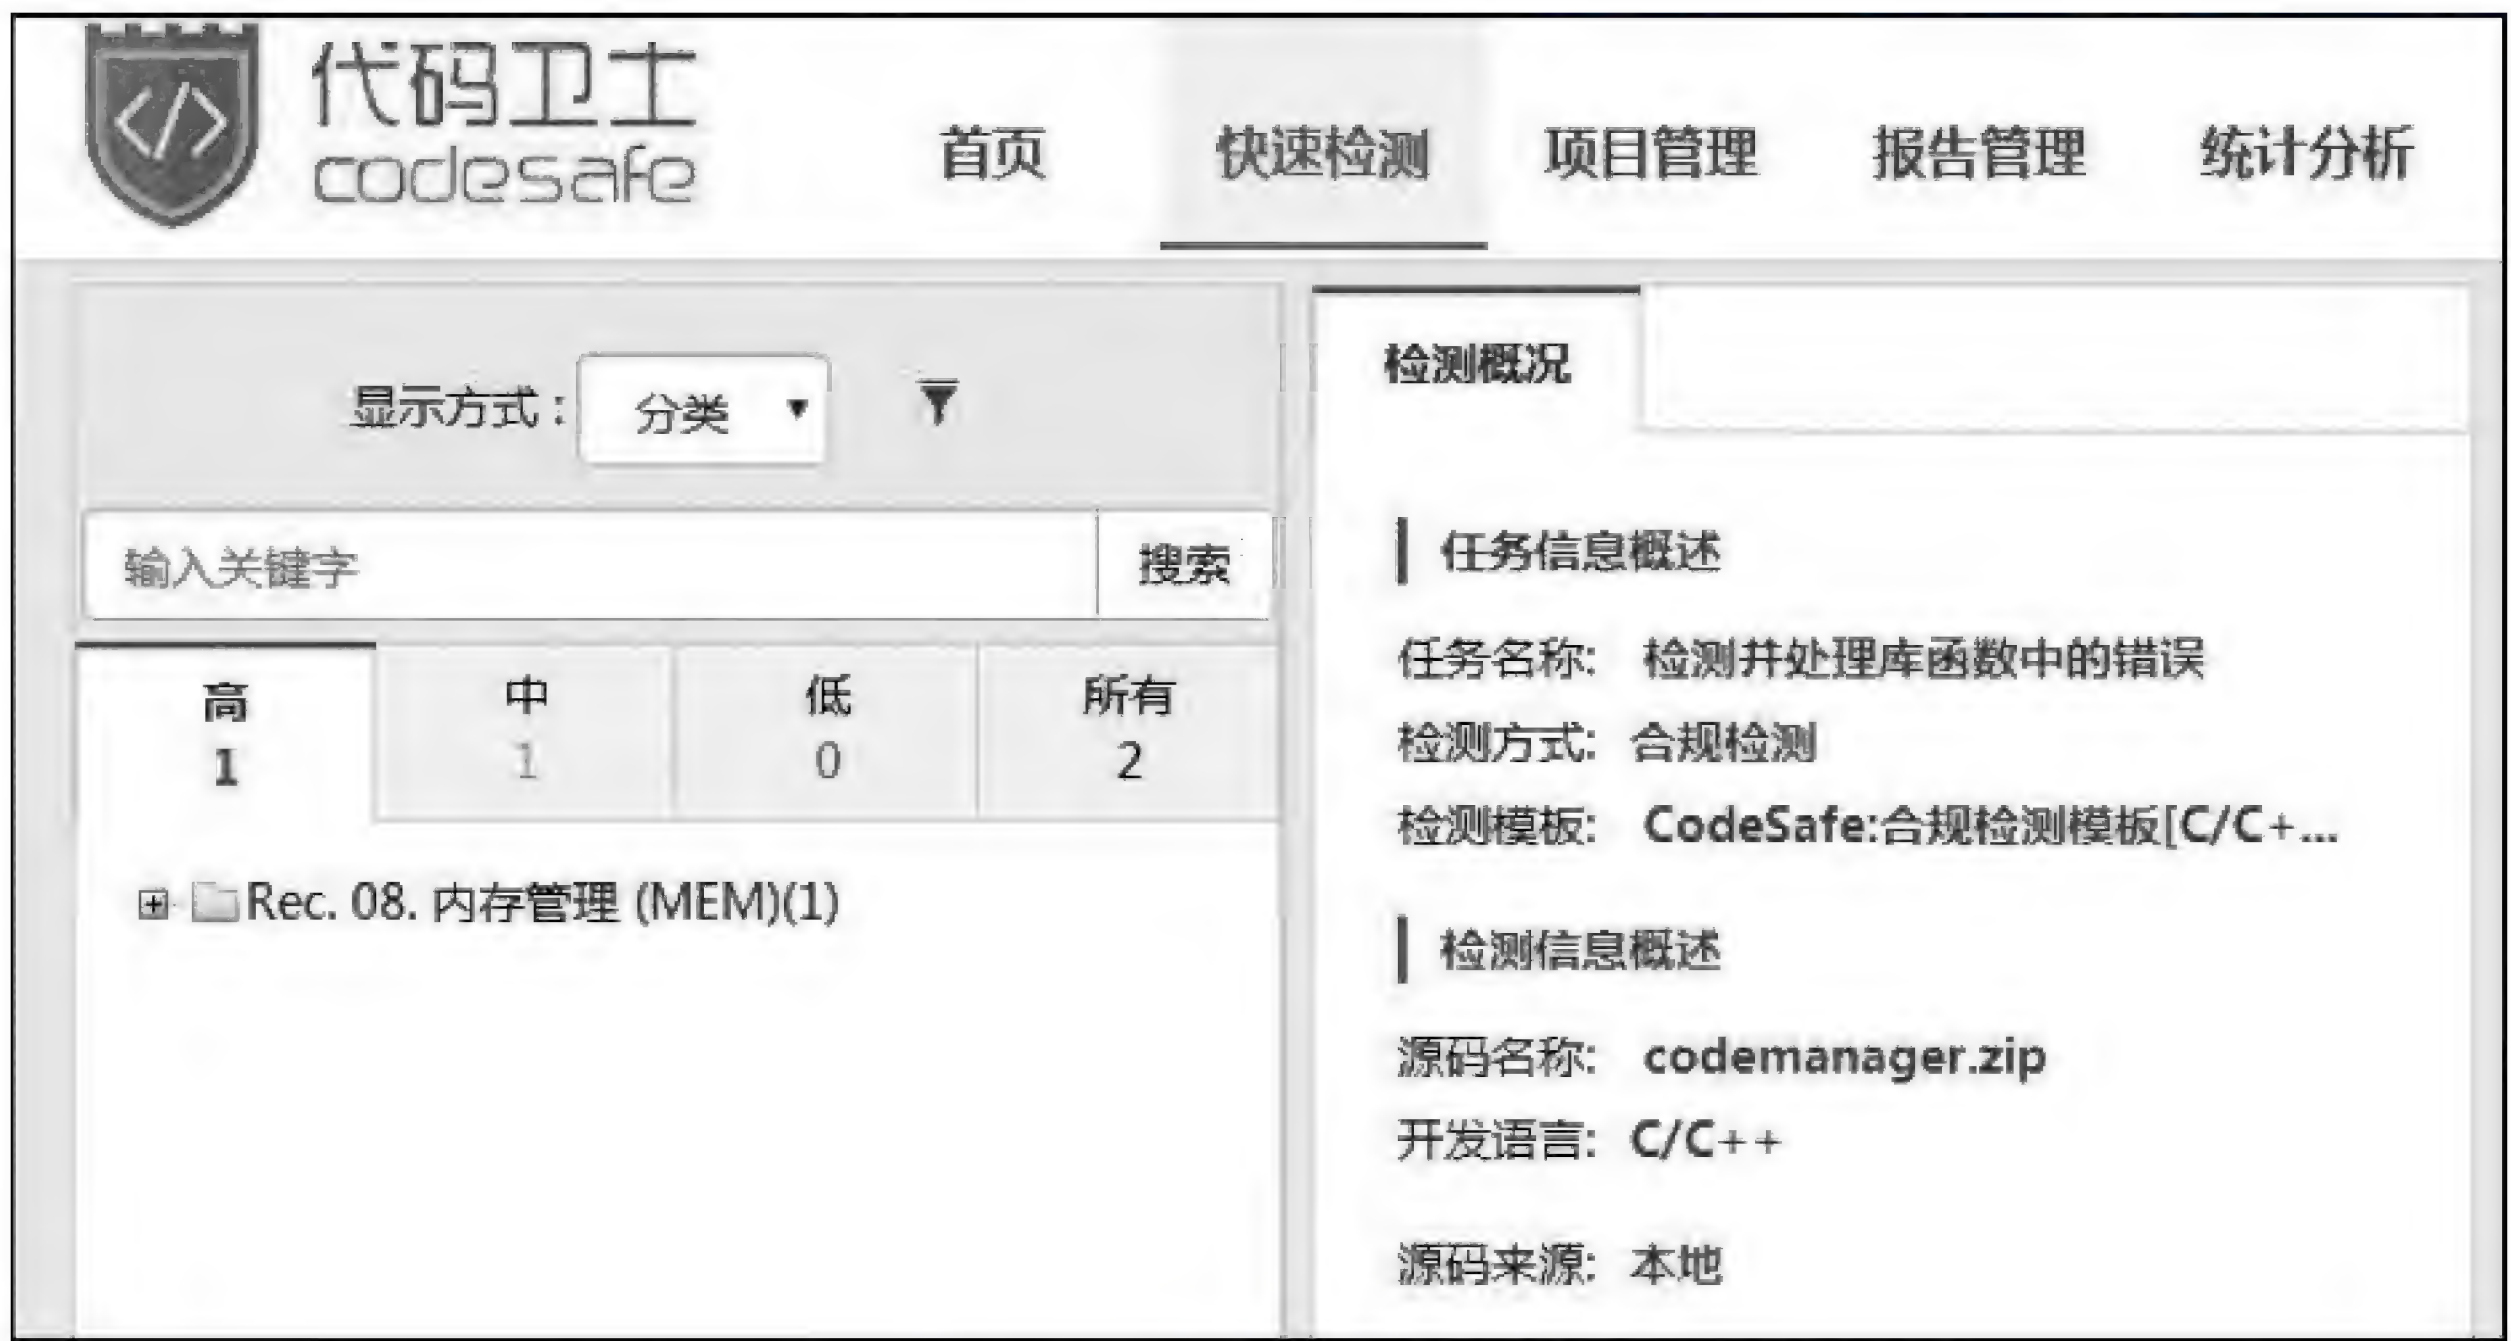 代码卫士
codesafe
首页 快速检测 项目管理 报告管理 统计分析
显示方式： 分类
输入关键字 搜索
高 中 低 所有
1 1 0 2
Rec. 08. 内存管理 (MEM)(1)
检测概况
任务信息概述
任务名称: 检测并处理库函数中的错误
检测方式: 合规检测
检测模板: CodeSafe:合规检测模板[C/C+...
检测信息概述
源码名称: codemanager.zip
开发语言: C/C++
源码来源: 本地